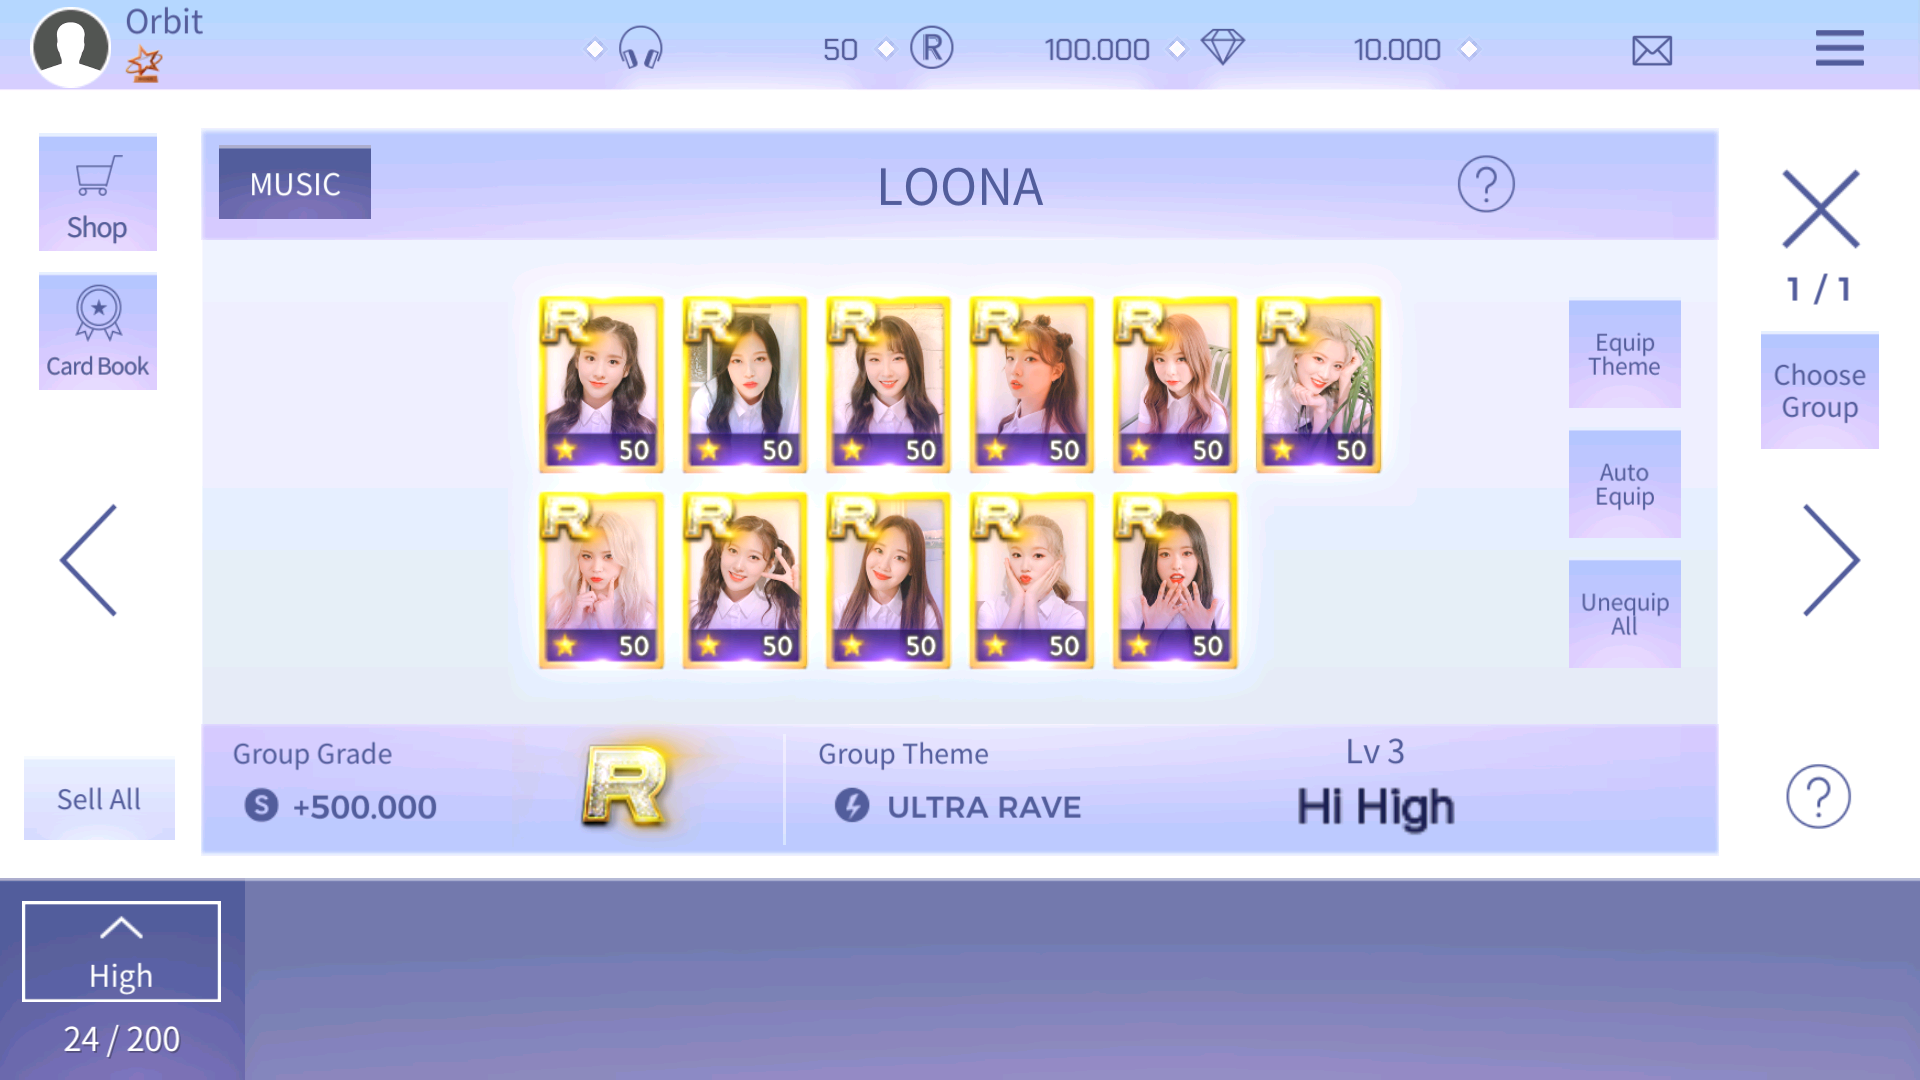 Orbit
50
R
100.000
10.000
Shop
Card Book
MUSIC
LOONA
?
1 / 1
Choose
Group
Equip
Theme
Auto
Equip
Unequip
All
R
R
R
R
R
R
50
50
50
50
50
50
R
R
R
R
R
50
50
50
50
50
Sell All
Group Grade
S +500.000
R
Group Theme
ULTRA RAVE
Lv 3
Hi High
?
High
24 / 200